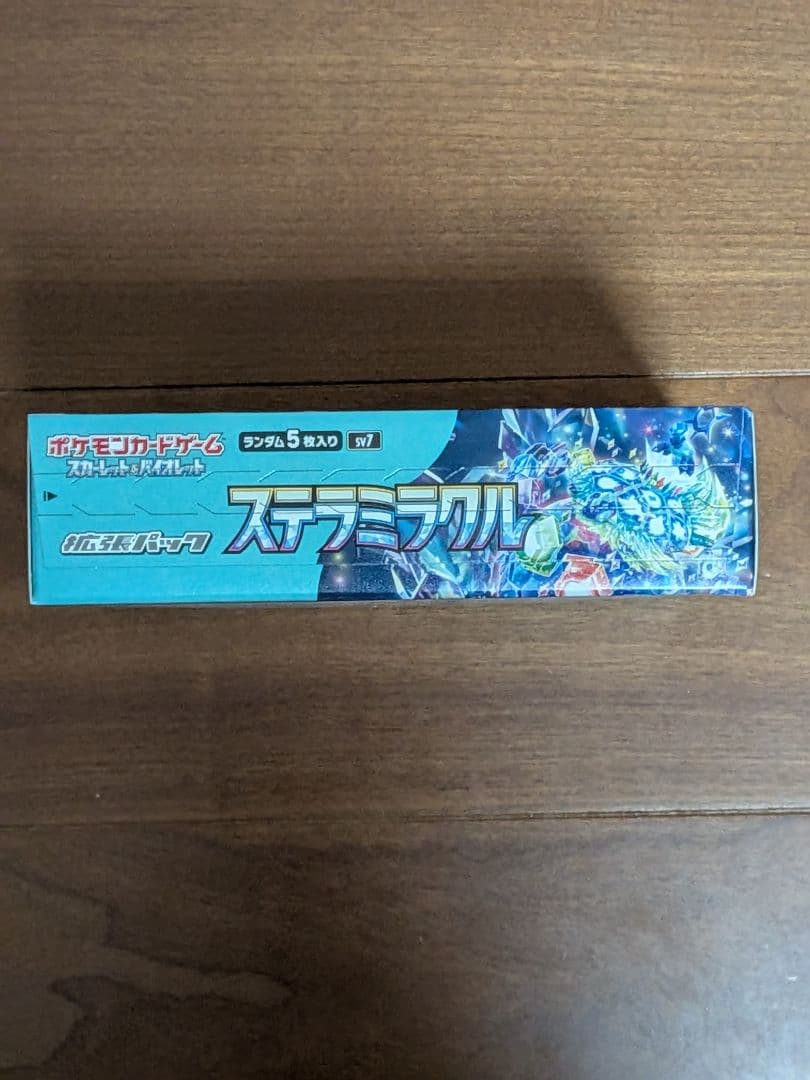 ポケモンカードゲーム
スカーレット&バイオレット
ランダム5枚入り
SV7
拡張パック
ステラミラクル